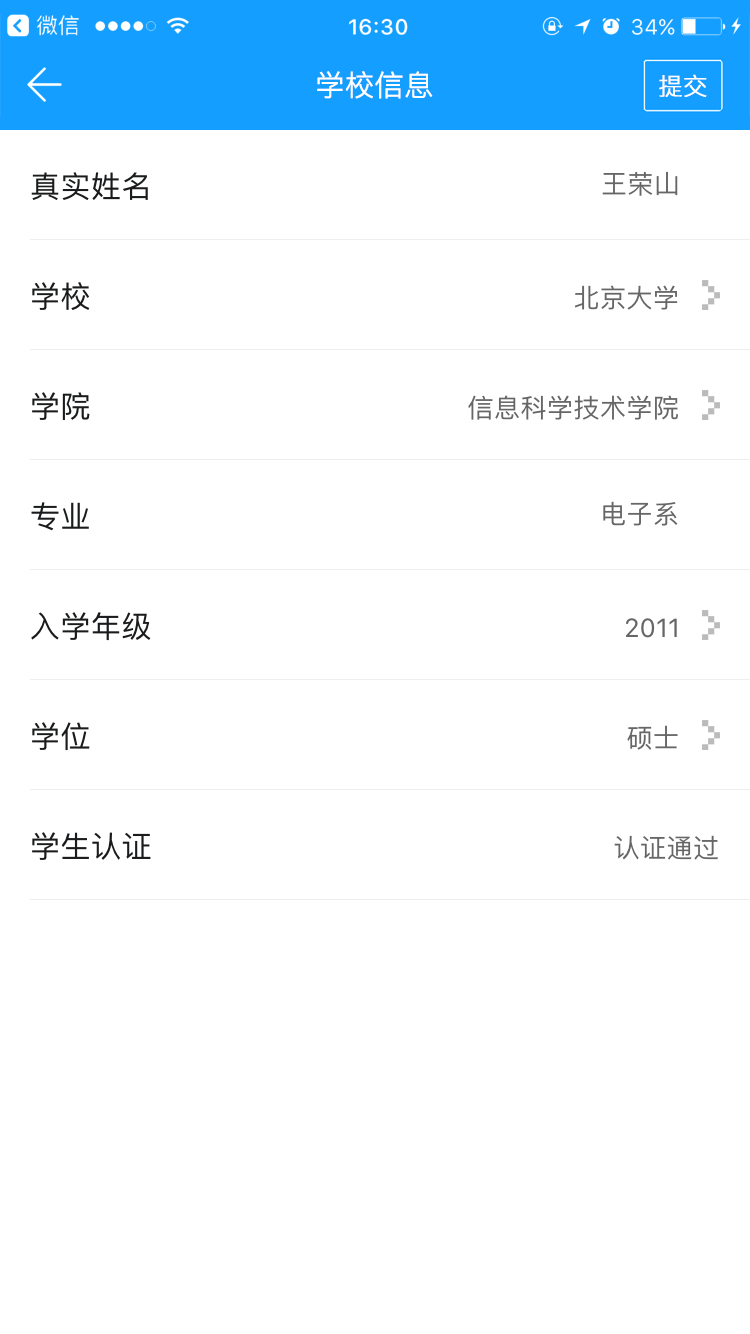 微信 16:30 34%
学校信息 提交
真实姓名 王荣山
学校 北京大学
学院 信息科学技术学院
专业 电子系
入学年级 2011
学位 硕士
学生认证 认证通过